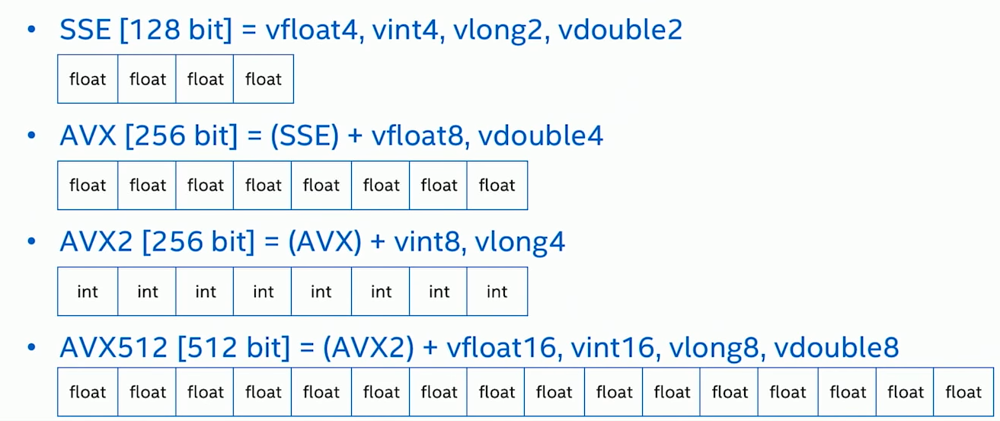 • SSE [128 bit] = vfloat4, vint4, vlong2, vdouble2
float float float float
• AVX [256 bit] = (SSE) + vfloat8, vdouble4
float float float float float float float float
• AVX2 [256 bit] = (AVX) + vint8, vlong4
int int int int int int int int
• AVX512 [512 bit] = (AVX2) + vfloat16, vint16, vlong8, vdouble8
float float float float float float float float float float float float float float float float